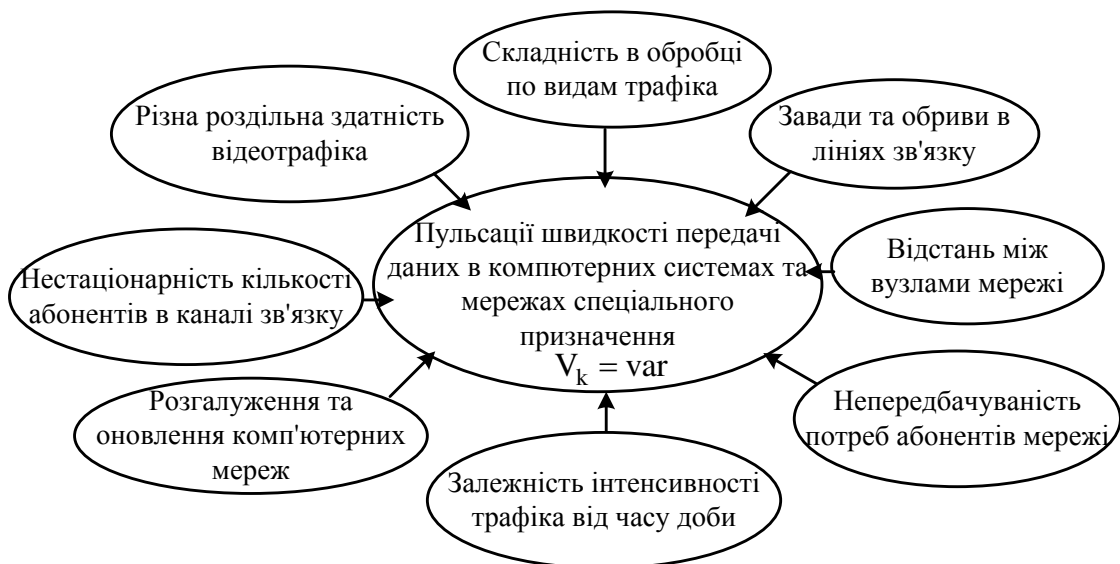 Складність в обробці
по видам трафіка
Різна роздільна здатність
відеотрафіка
Завади та обриви в
лініях зв'язку
Пульсації швидкості передачі
даних в компютерних системах та
мережах спеціального
призначення
V_k = var
Відстань між
вузлами мережі
Нестаціонарність кількості
абонентів в каналі зв'язку
Розгалуження та
оновлення комп'ютерних
мереж
Непередбачуваність
потреб абонентів мережі
Залежність інтенсивності
трафіка від часу доби